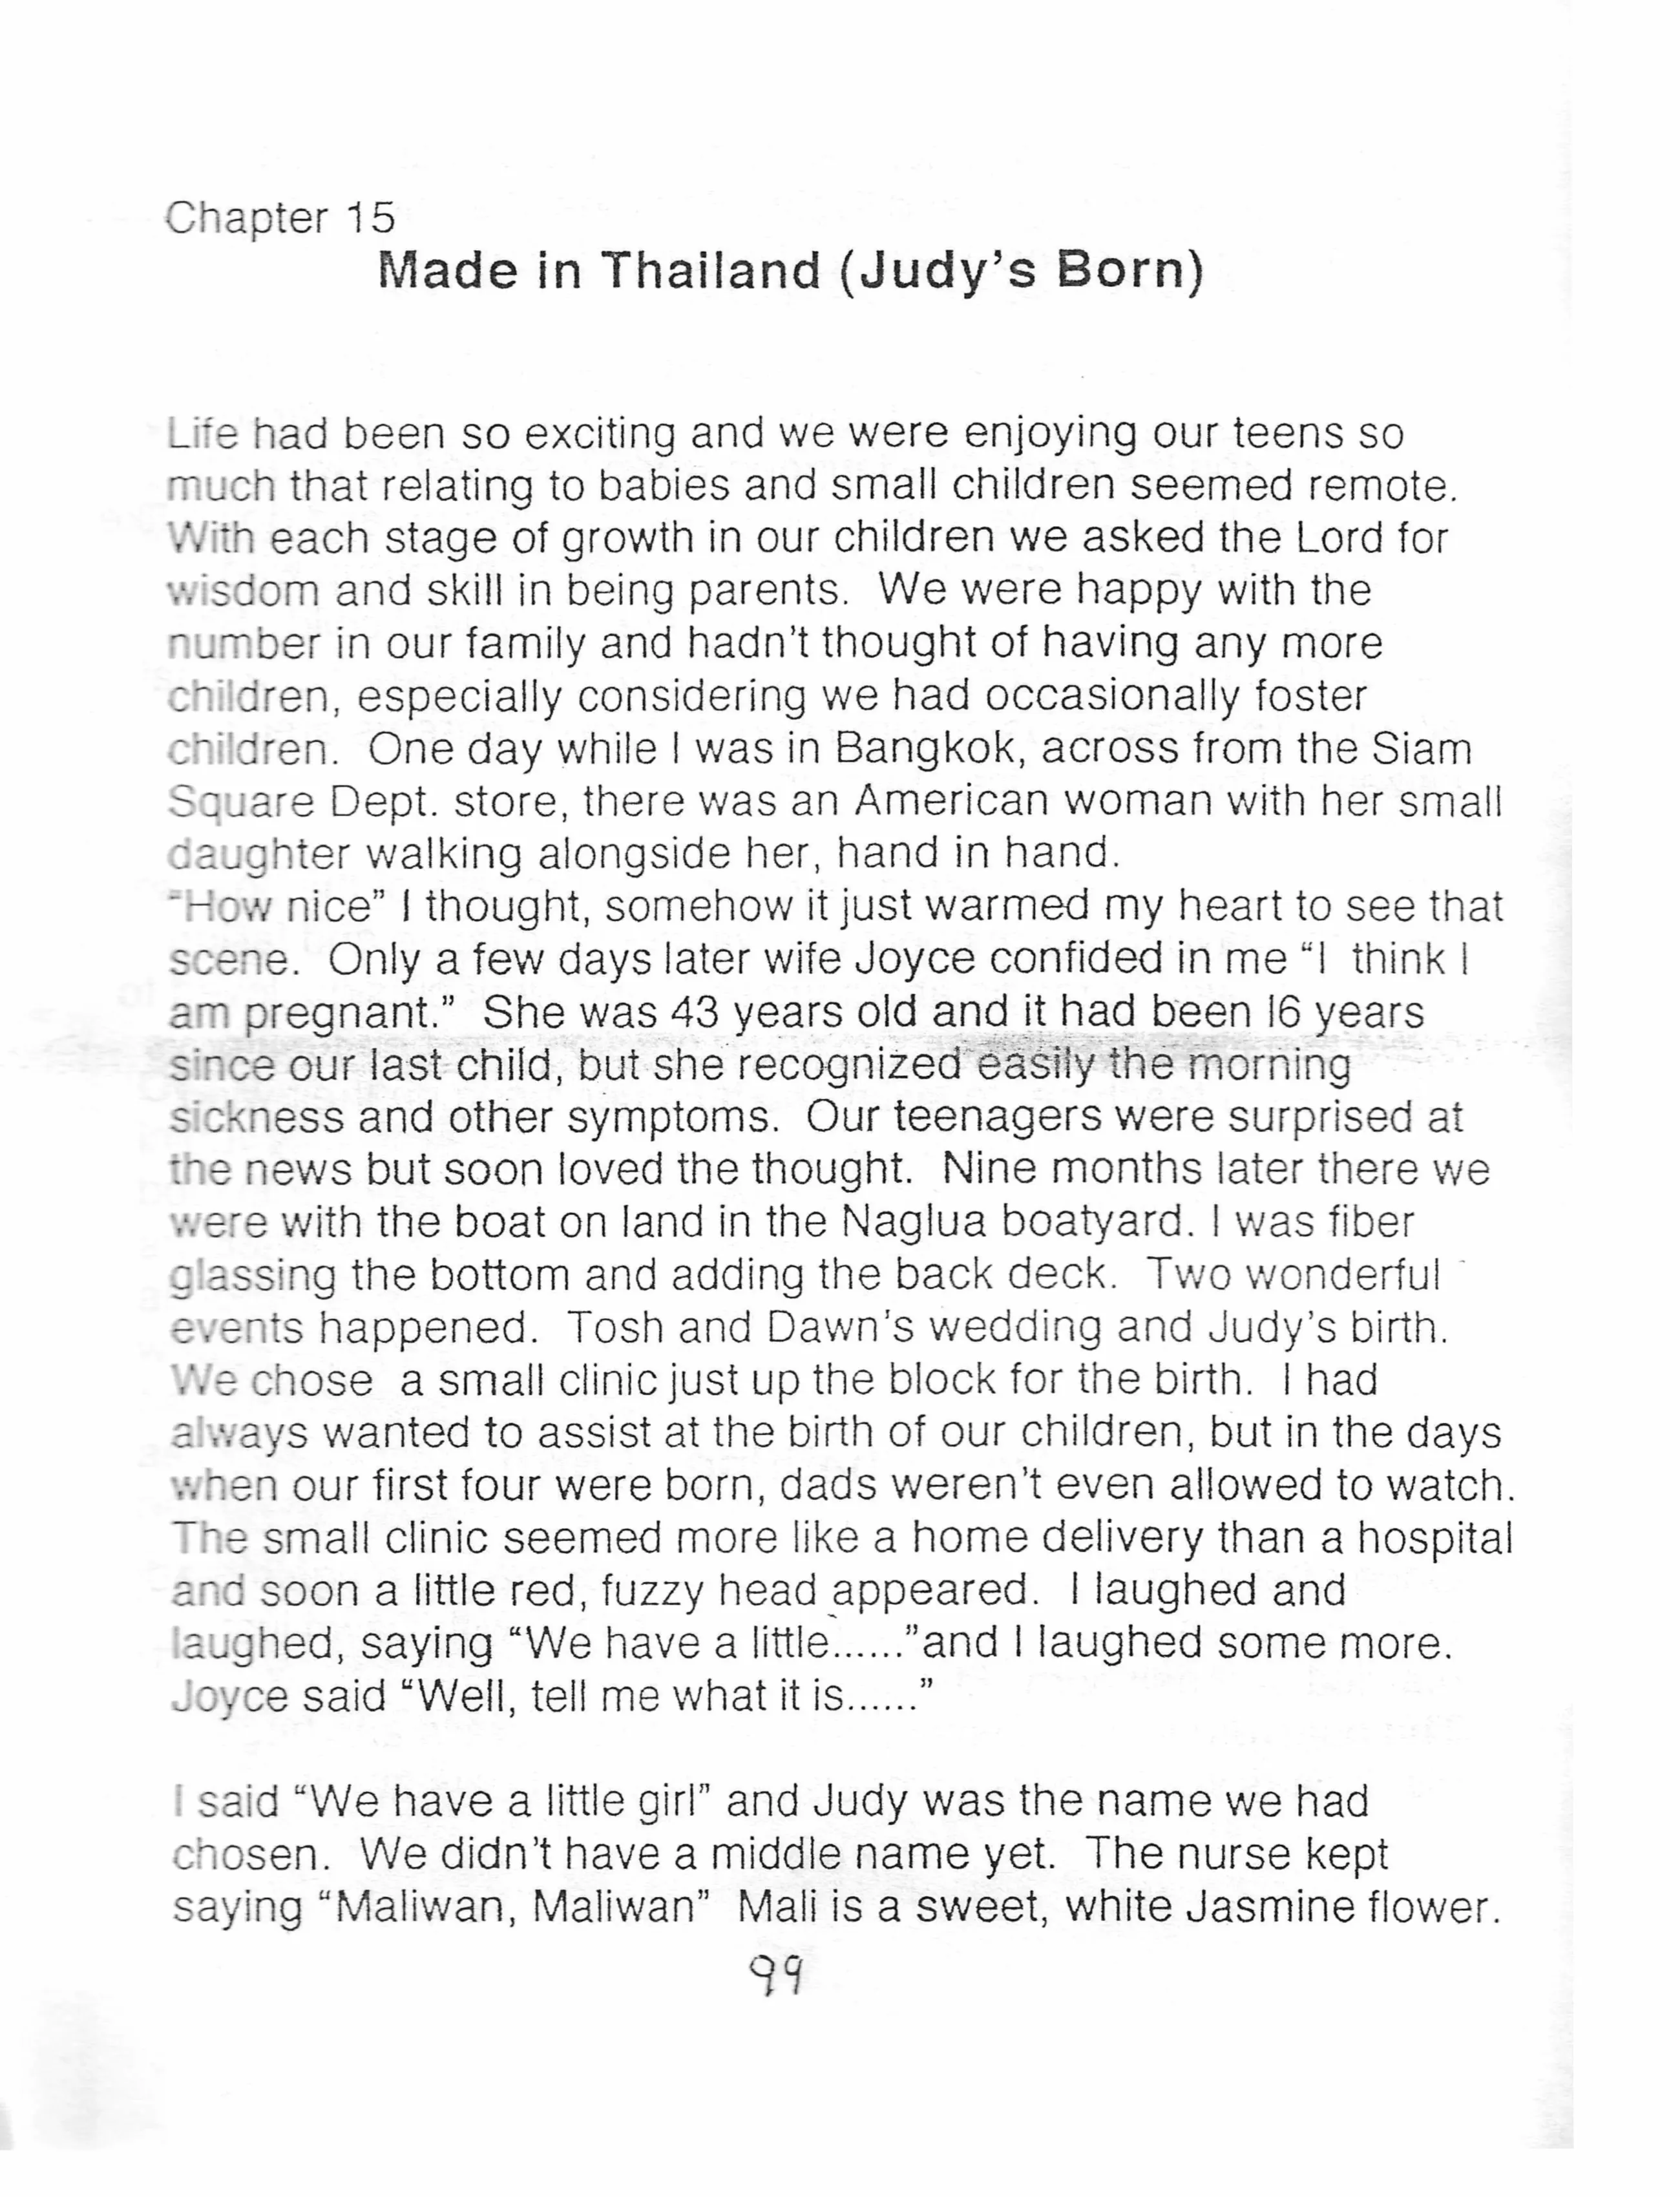 Chapter 15
Made in Thailand (Judy's Born)
Life had been so exciting and we were enjoying our teens so
much that relating to babies and small children seemed remote.
With each stage of growth in our children we asked the Lord for
wisdom and skill in being parents.  We were happy with the
number in our family and hadn't thought of having any more
children, especially considering we had occasionally foster
children.  One day while I was in Bangkok, across from the Siam
Square Dept. store, there was an American woman with her small
daughter walking alongside her, hand in hand.
"How nice" I thought, somehow it just warmed my heart to see that
scene.  Only a few days later wife Joyce confided in me "I  think I
am pregnant."  She was 43 years old and it had been l6 years
since our last child, but she recognized easily the morning
sickness and other symptoms.  Our teenagers were surprised at
the news but soon loved the thought.  Nine months later there we
were with the boat on land in the Naglua boatyard. I was fiber
glassing the bottom and adding the back deck.  Two wonderful
events happened.  Tosh and Dawn's wedding and Judy's birth.
We chose  a small clinic just up the block for the birth.  I had
always wanted to assist at the birth of our children, but in the days
when our first four were born, dads weren't even allowed to watch.
The small clinic seemed more like a home delivery than a hospital
and soon a little red, fuzzy head appeared.  I laughed and
laughed, saying "We have a little......"and I laughed some more.
Joyce said "Well, tell me what it is......"
I said "We have a little girl" and Judy was the name we had
chosen.  We didn't have a middle name yet.  The nurse kept
saying "Maliwan, Maliwan"  Mali is a sweet, white Jasmine flower.
99